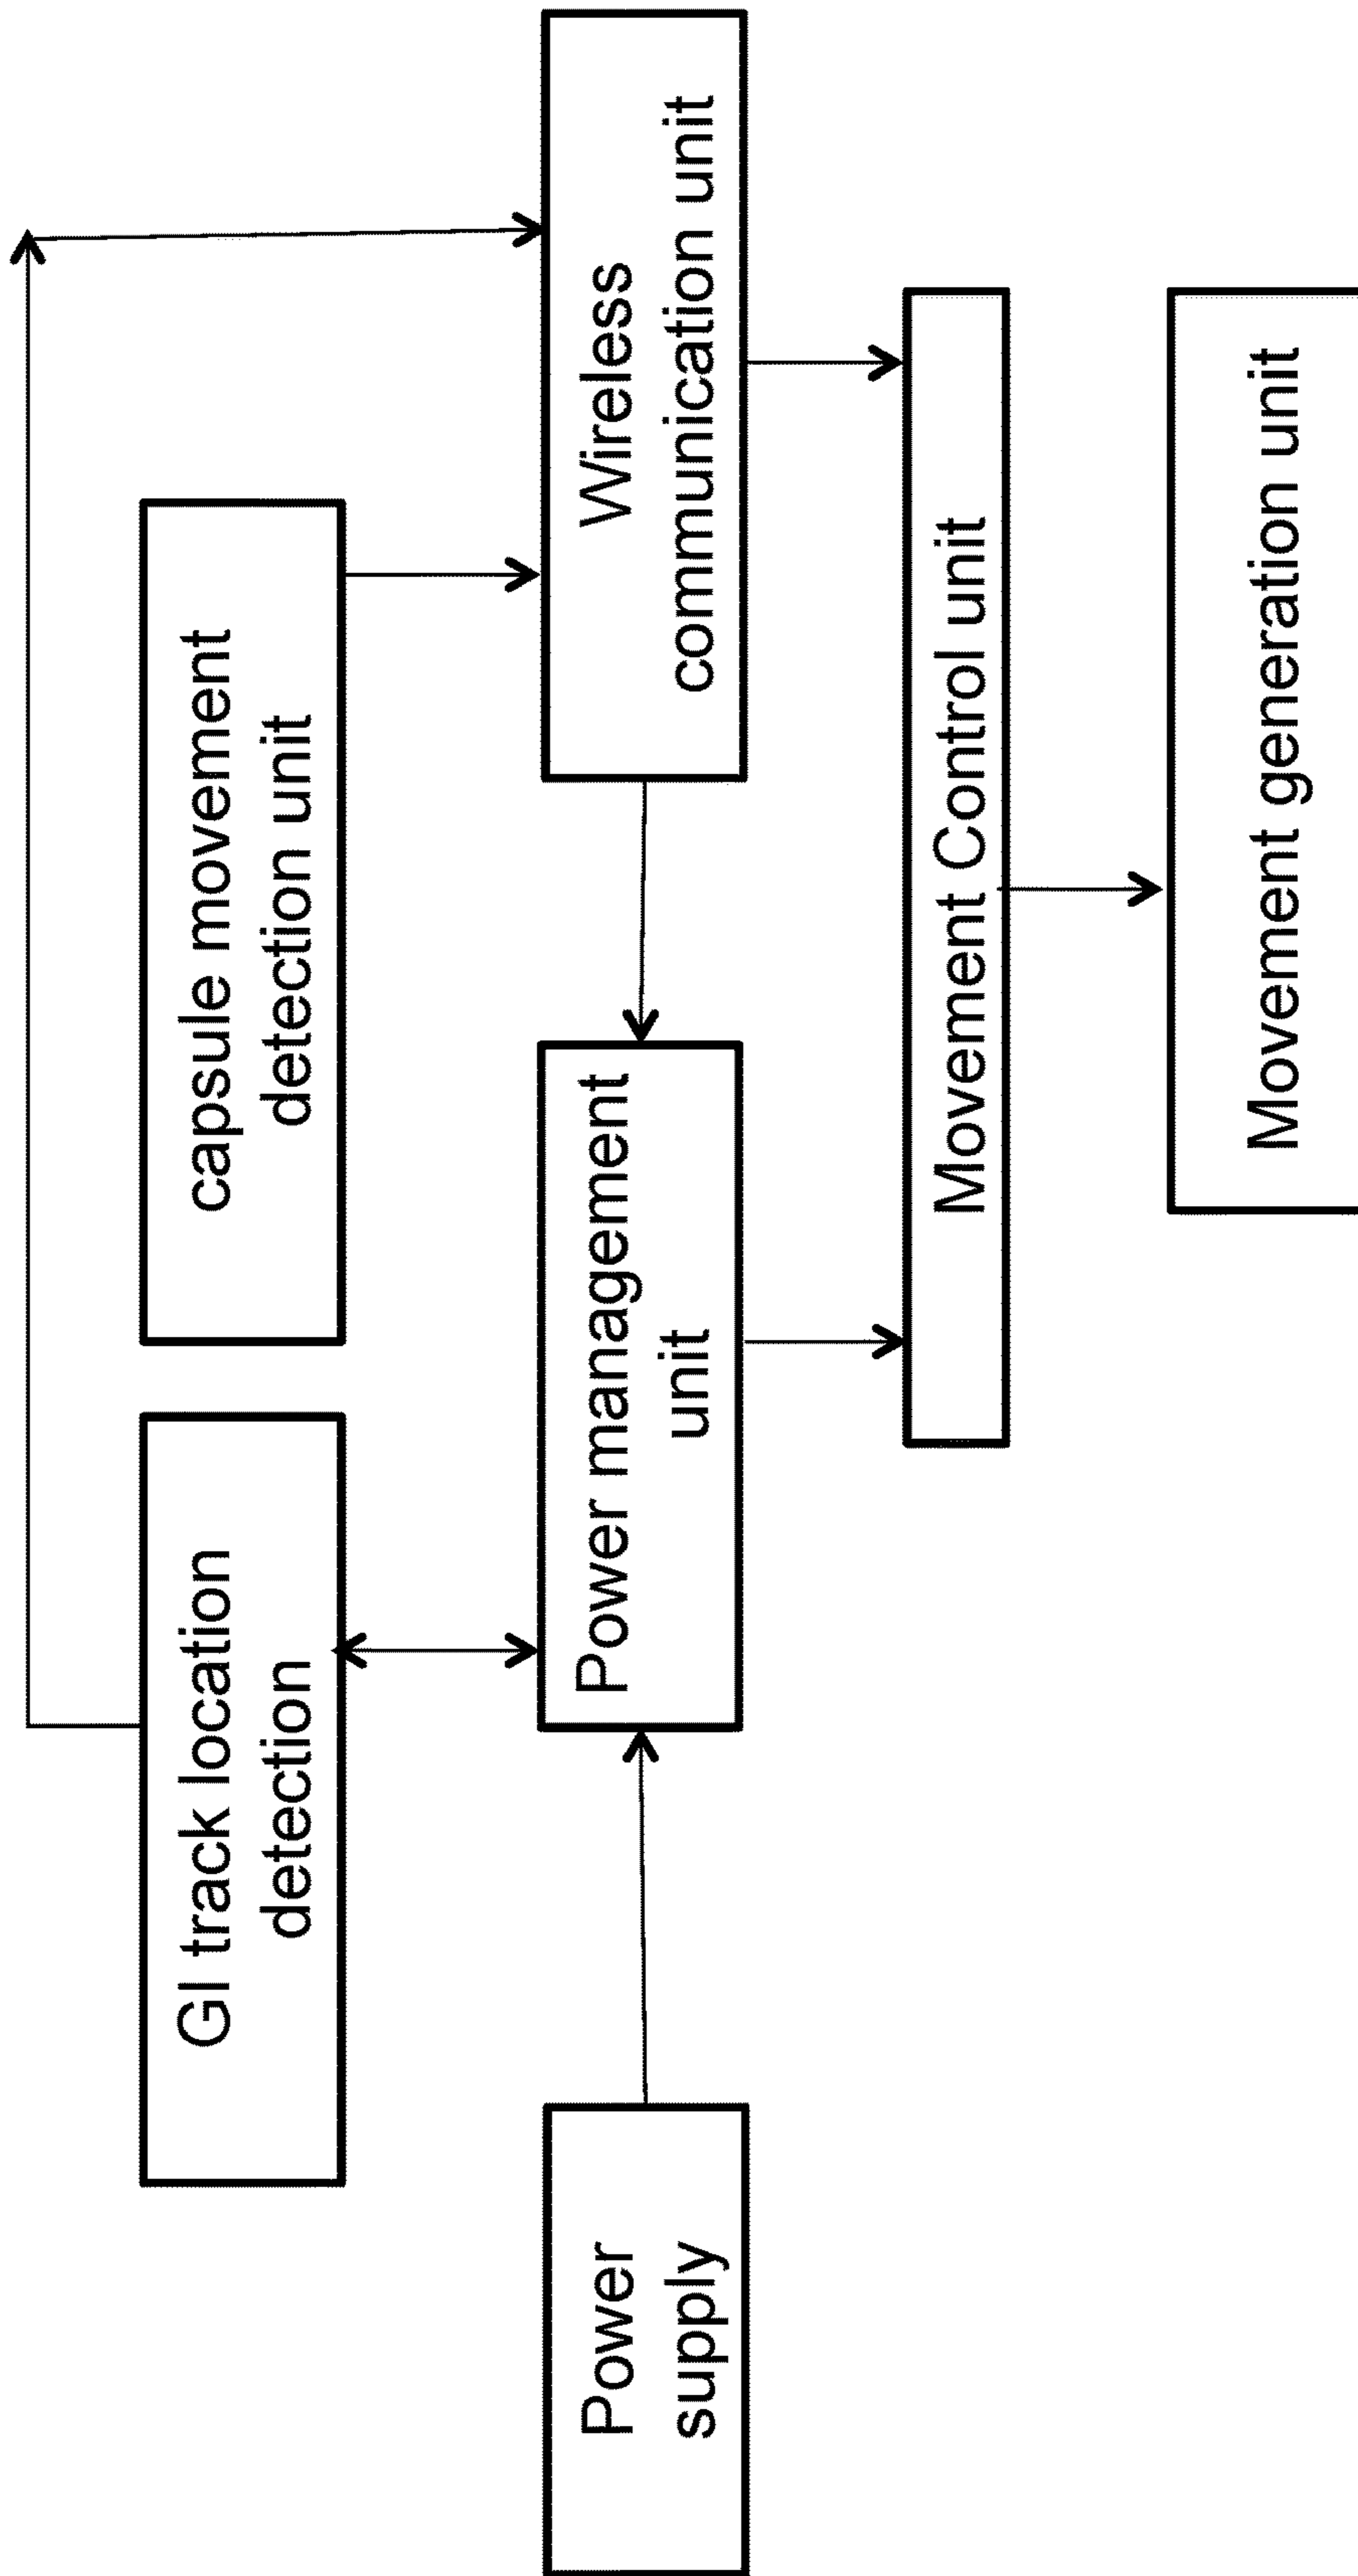 GI track location
detection
capsule movement
detection unit
Power
supply
Power management
unit
Wireless
communication unit
Movement Control unit
Movement generation unit